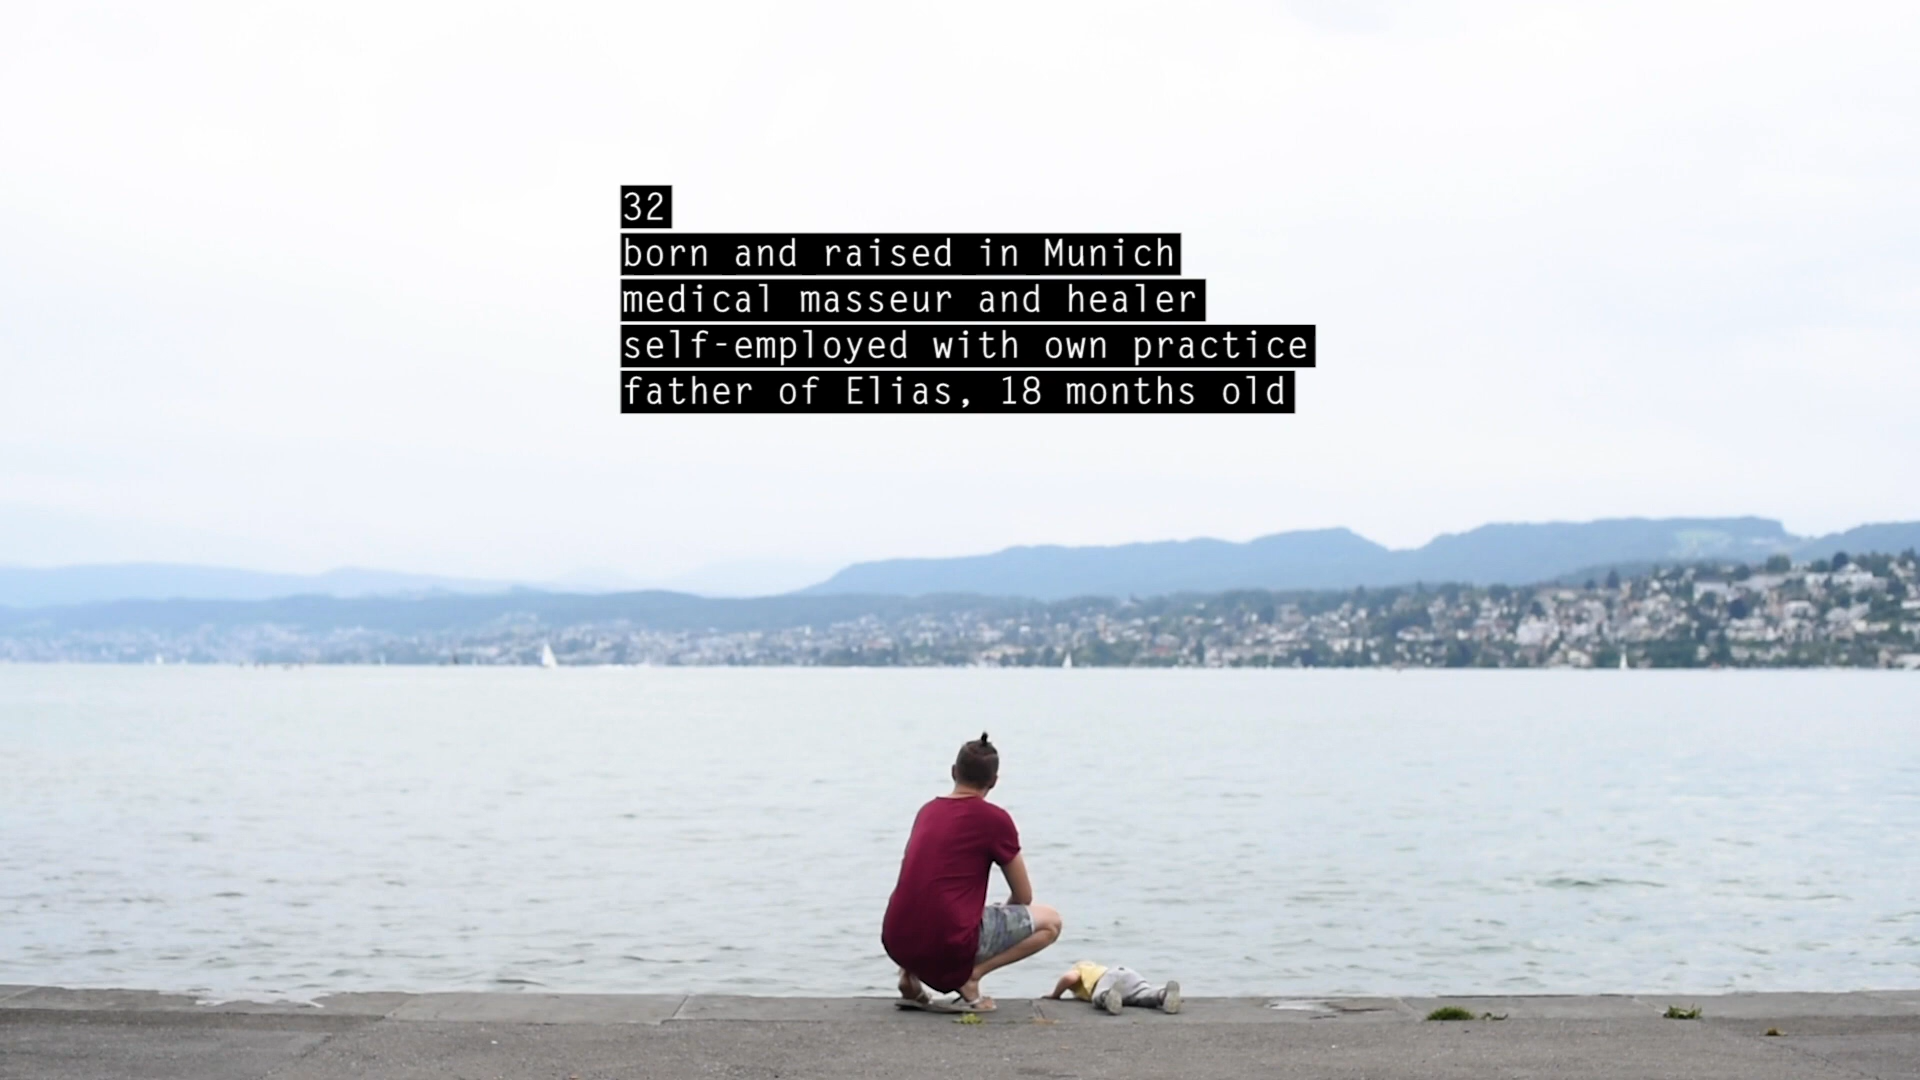 32
born and raised in Munich
medical masseur and healer
self-employed with own practice
father of Elias, 18 months old